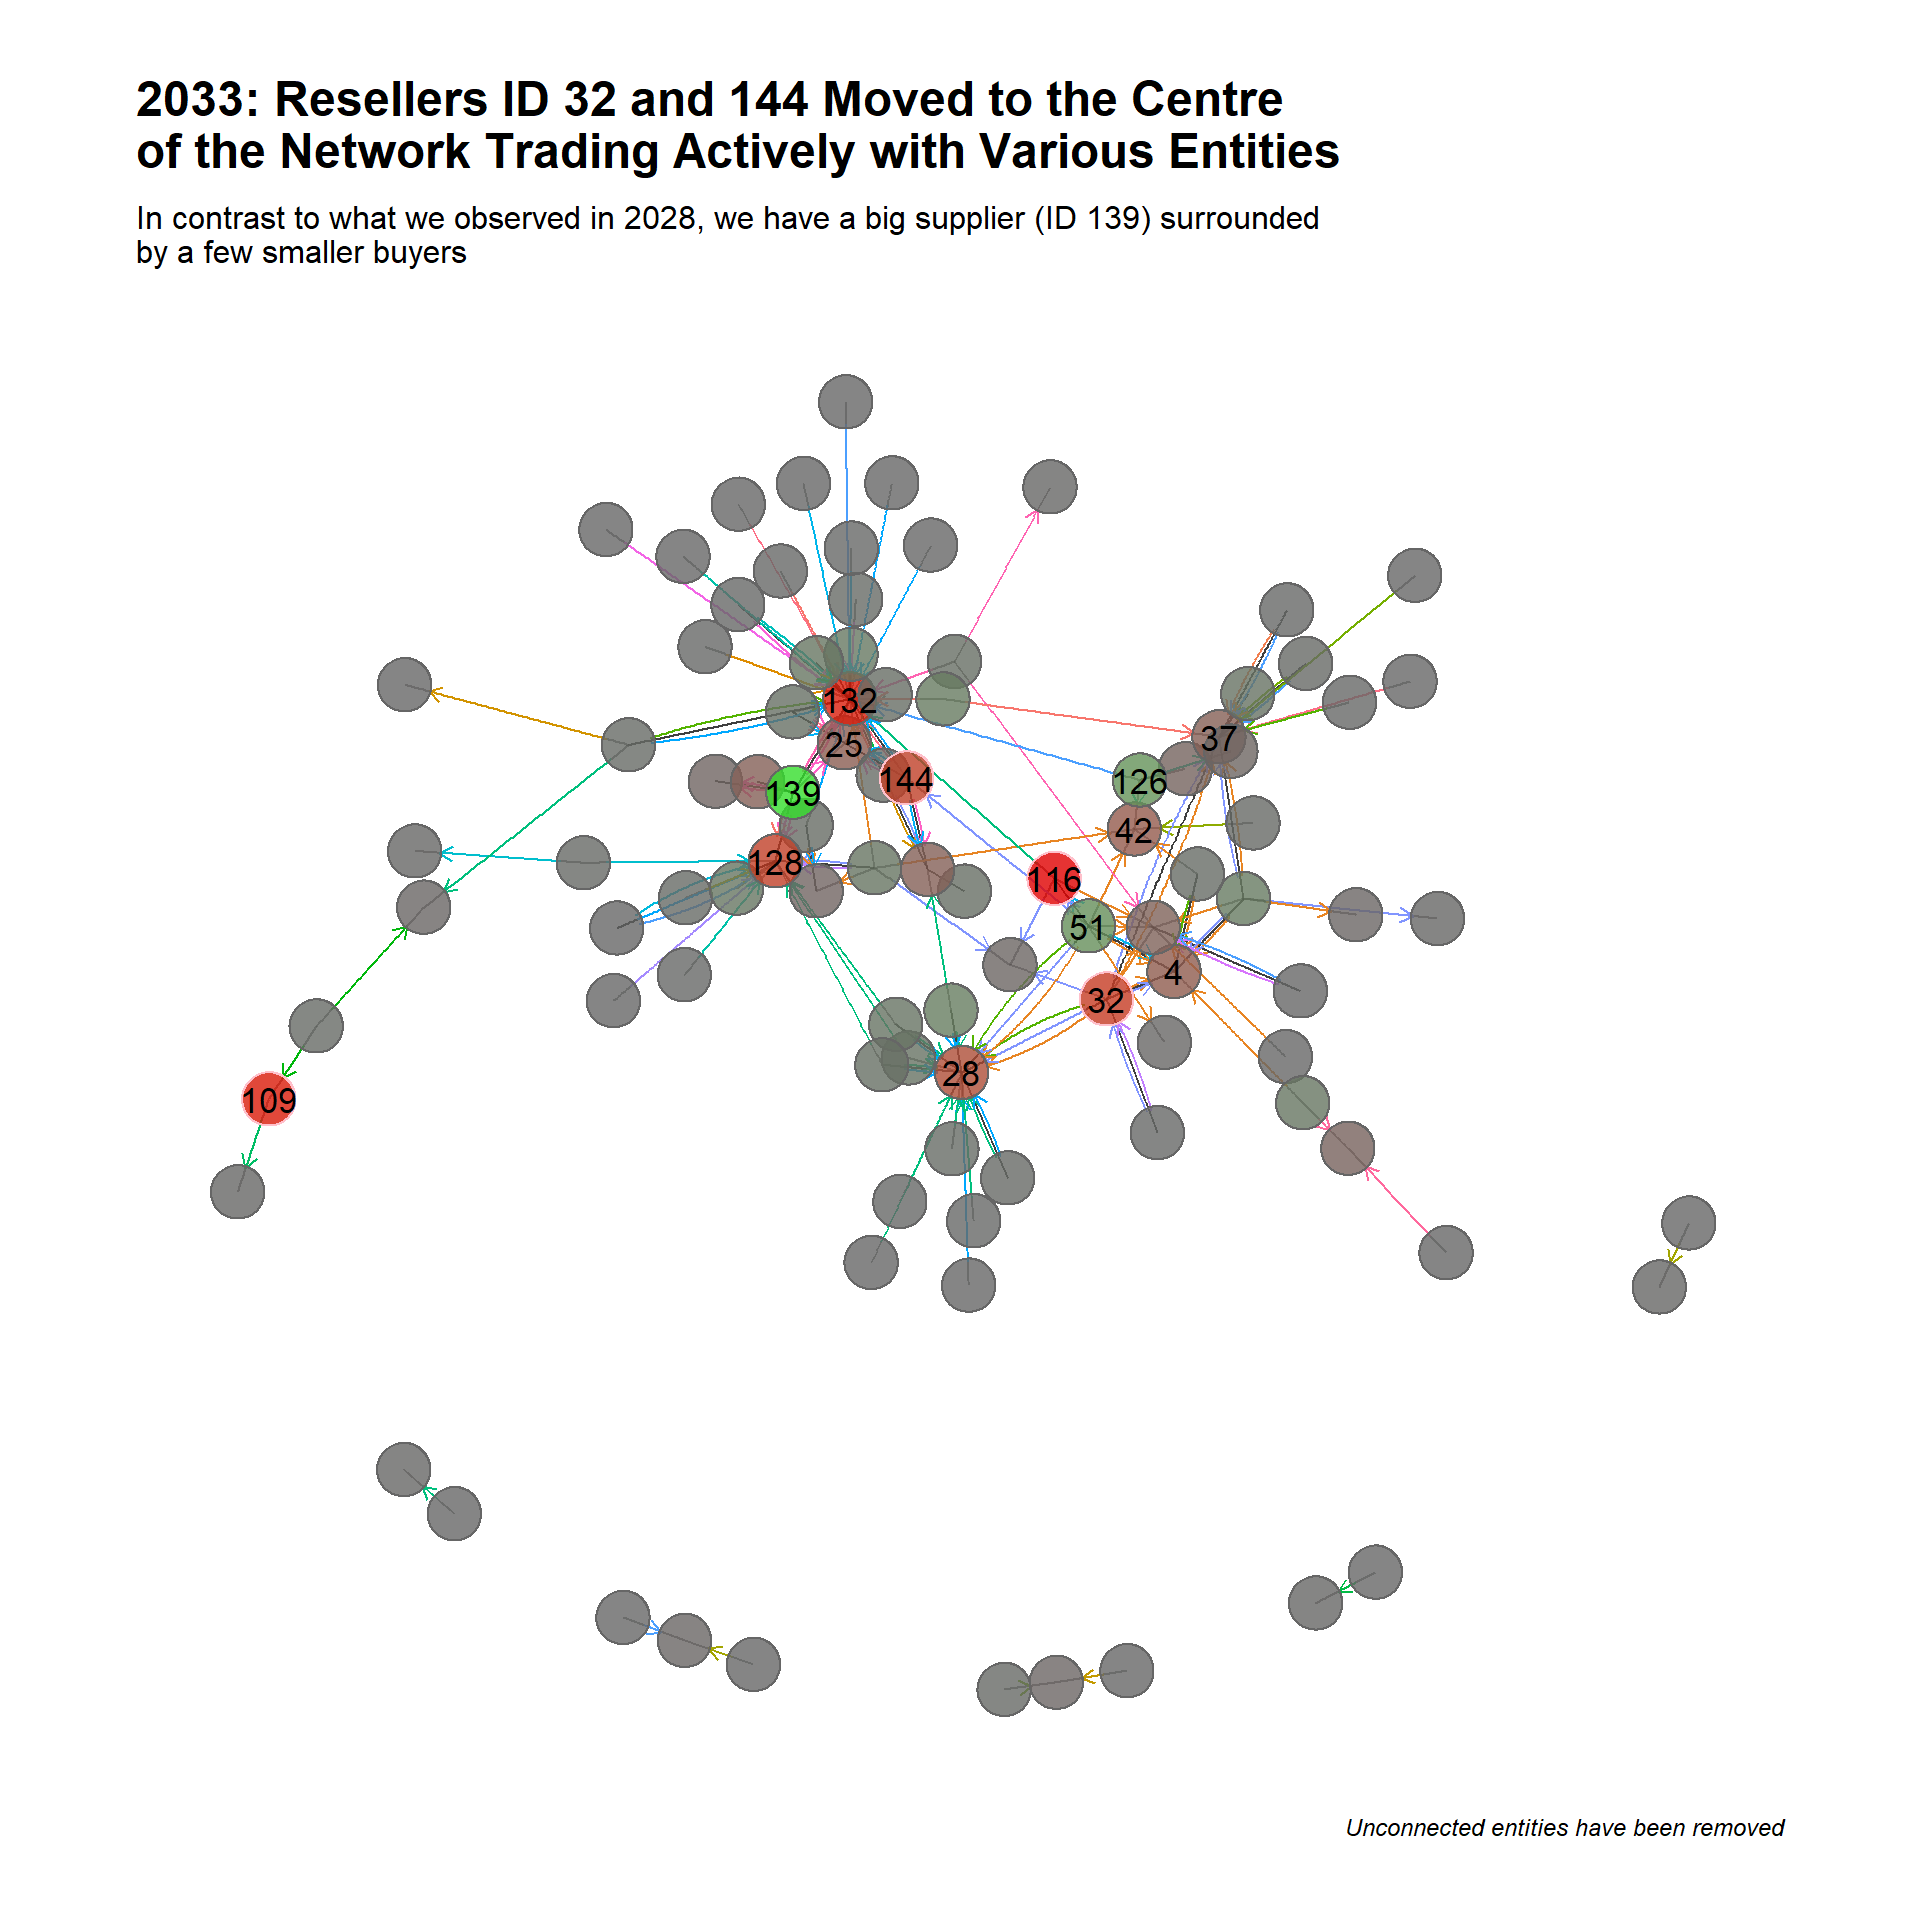 2033: Resellers ID 32 and 144 Moved to the Centre
of the Network Trading Actively with Various Entities
In contrast to what we observed in 2028, we have a big supplier (ID 139) surrounded
by a few smaller buyers
132
25
37
144
126
139
42
128
116
51
4
32
28
109
Unconnected entities have been removed